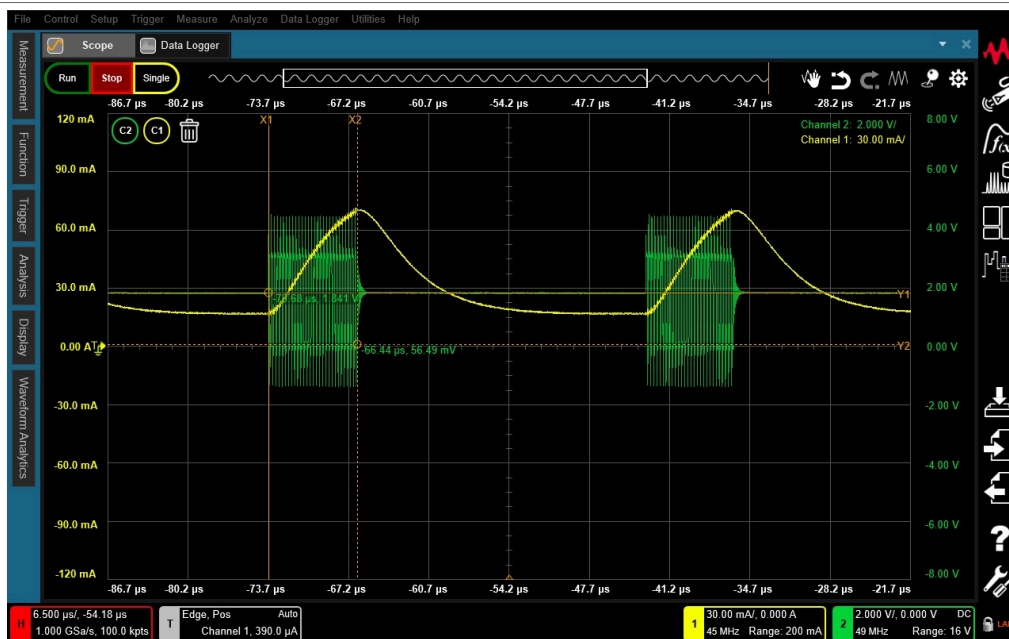 File Control Setup Trigger Measure Analyze Data Logger Utilities Help
Scope Data Logger
Run Stop Single
-86.7 µs -80.2 µs -73.7 µs -67.2 µs -60.7 µs -54.2 µs -47.7 µs -41.2 µs -34.7 µs -28.2 µs -21.7 µs
120 mA X1 X2 8.00 V
C2 C1
Channel 2: 2.000 V/
Channel 1: 30.00 mA/
90.0 mA 6.00 V
60.0 mA 4.00 V
30.0 mA 2.00 V
-73.68 µs, 1.841 V Y1
0.00 A T 0.00 V
-66.44 µs, 56.49 mV Y2
-30.0 mA -2.00 V
-60.0 mA -4.00 V
-90.0 mA -6.00 V
-120 mA -8.00 V
-86.7 µs -80.2 µs -73.7 µs -67.2 µs -60.7 µs -54.2 µs -47.7 µs -41.2 µs -34.7 µs -28.2 µs -21.7 µs
Measurement
Function
Trigger
Analysis
Display
Waveform Analytics
f(x)
?
H 6.500 µs/, -54.18 µs
1.000 GSa/s, 100.0 kpts
T Edge, Pos Auto
Channel 1, 390.0 µA
1 30.00 mA/, 0.000 A
45 MHz Range: 200 mA
2 2.000 V/, 0.000 V DC
49 MHz Range: 16 V